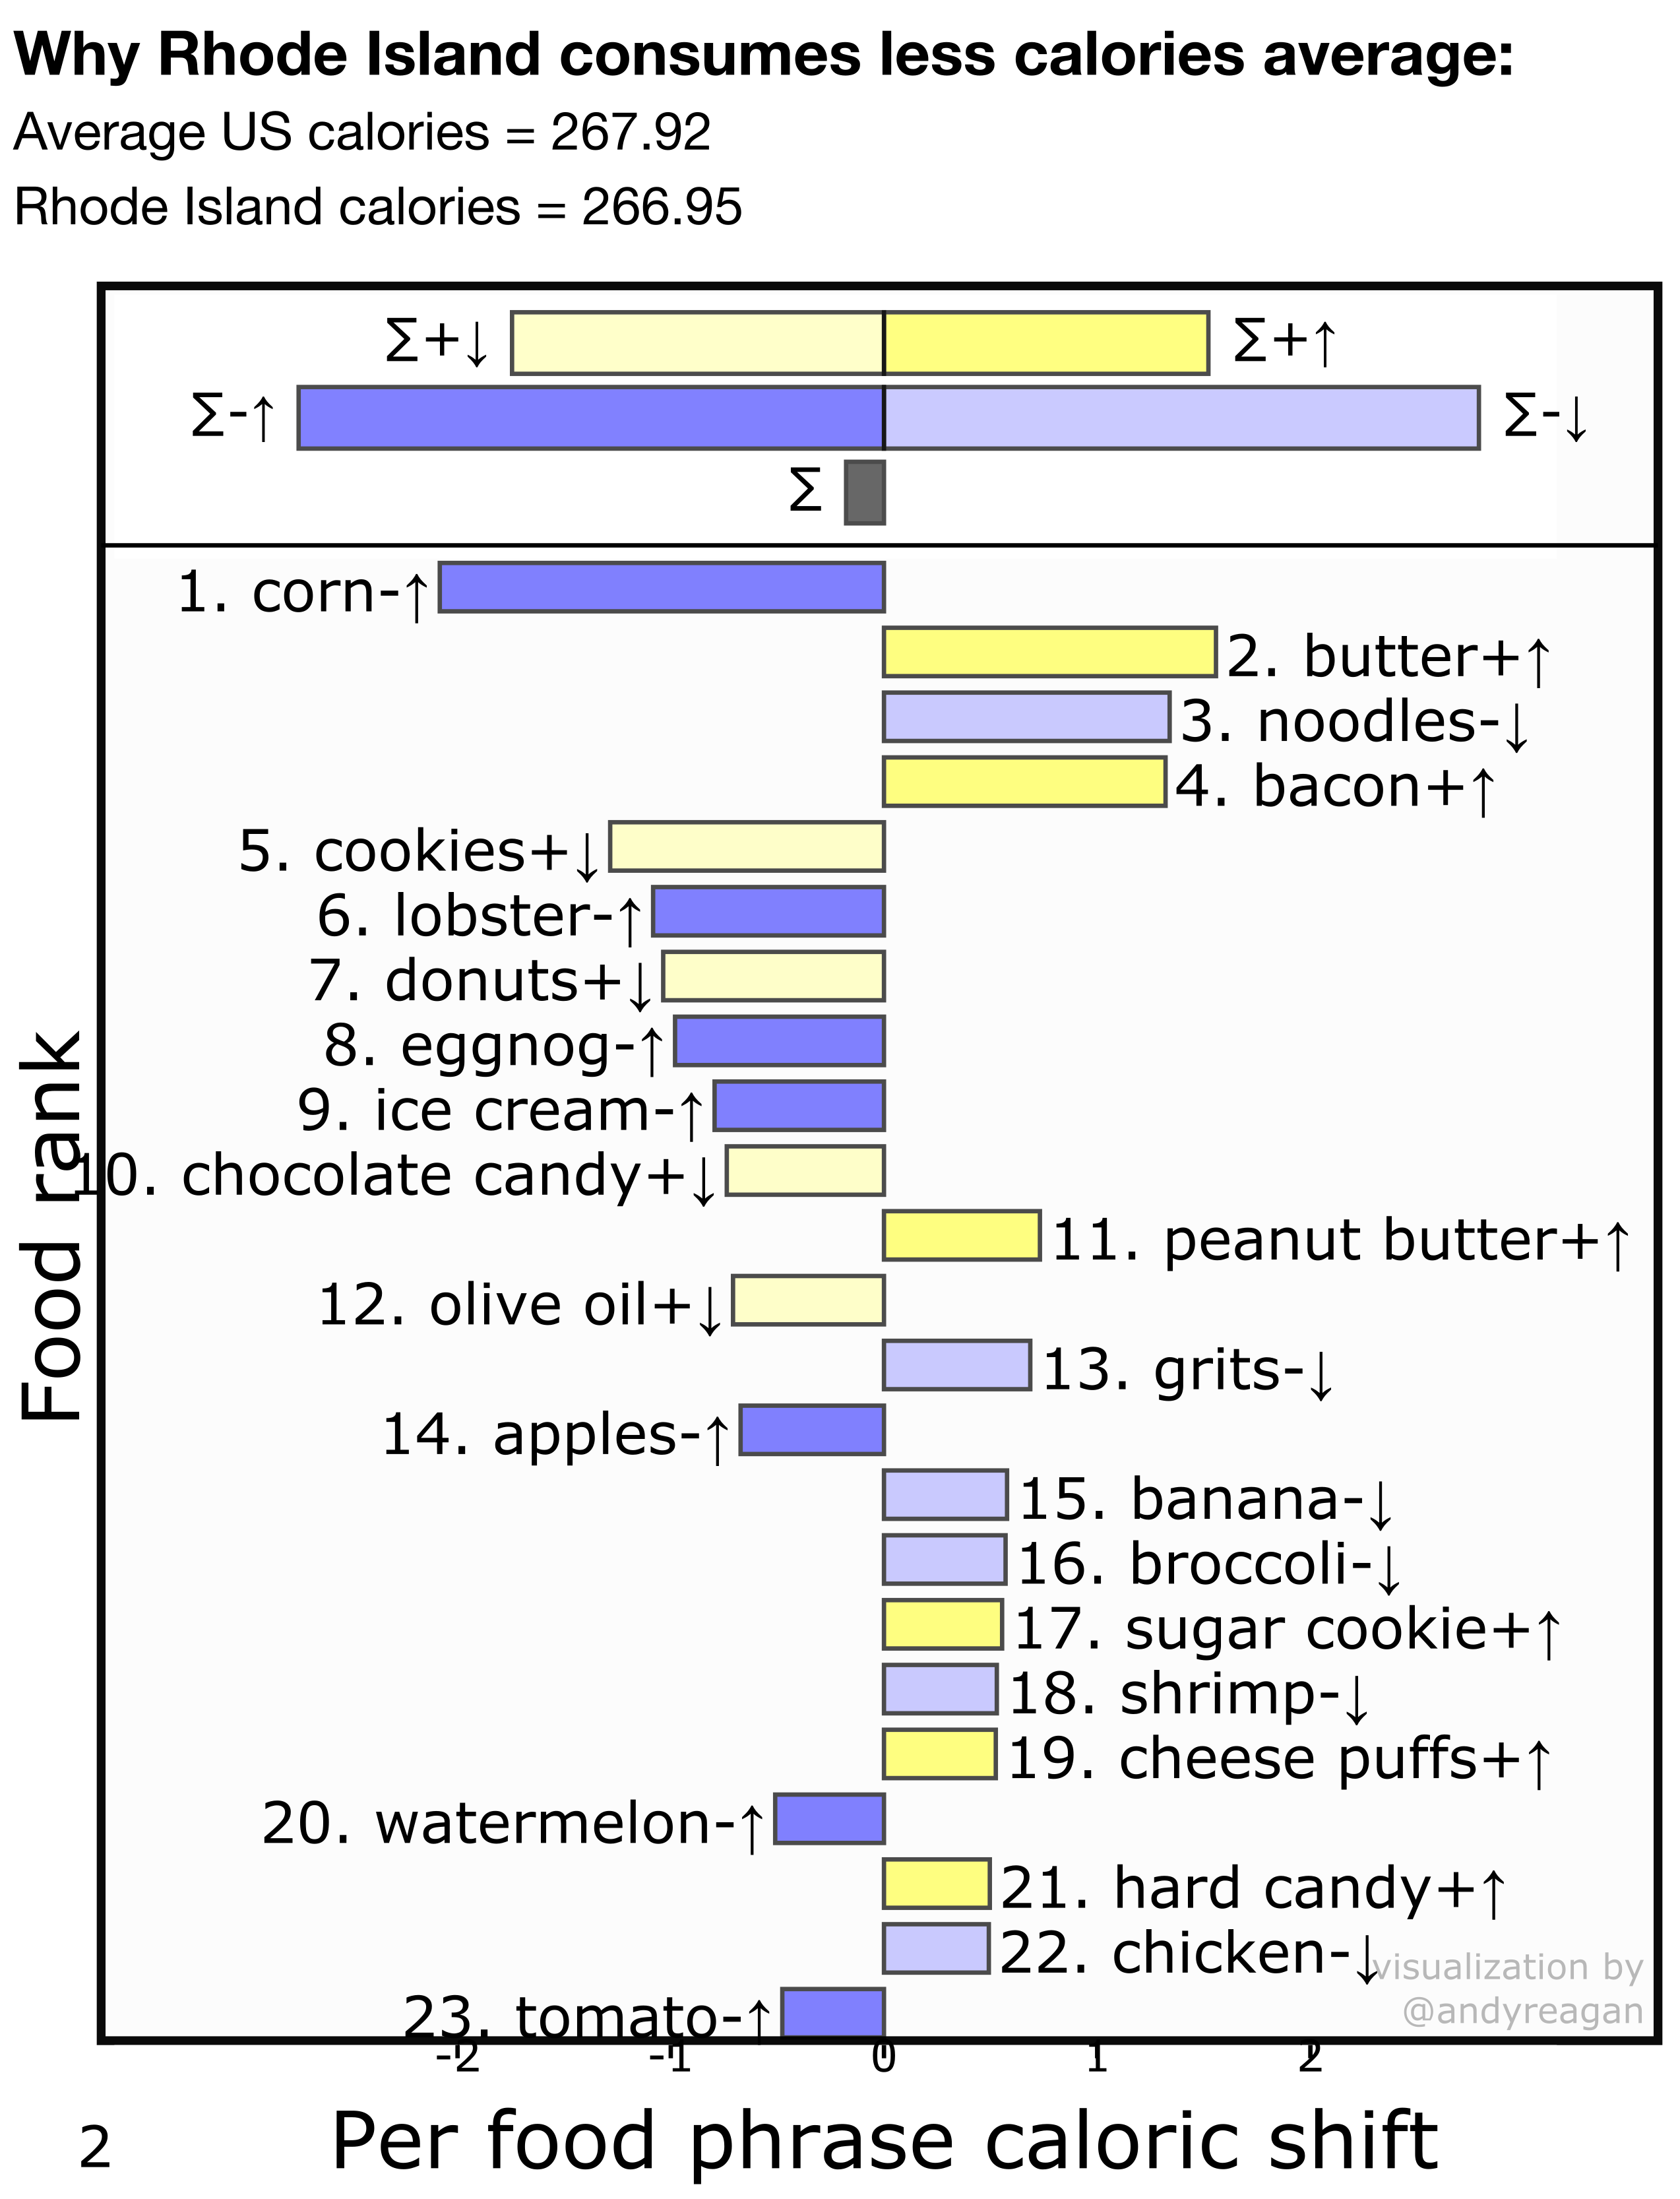 Why Rhode Island consumes less calories average:
Average US calories = 267.92
Rhode Island calories = 266.95
∑+↓ ∑+↑
∑-↑ ∑-↓
∑
1. corn-↑
2. butter+↑
3. noodles-↓
4. bacon+↑
5. cookies+↓
6. lobster-↑
7. donuts+↓
8. eggnog-↑
9. ice cream-↑
10. chocolate candy+↓
11. peanut butter+↑
12. olive oil+↓
13. grits-↓
14. apples-↑
15. banana-↓
16. broccoli-↓
17. sugar cookie+↑
18. shrimp-↓
19. cheese puffs+↑
20. watermelon-↑
21. hard candy+↑
22. chicken-↓
23. tomato-↑
Food rank
visualization by
@andyreagan
-2 -1 0 1 2
Per food phrase caloric shift
2